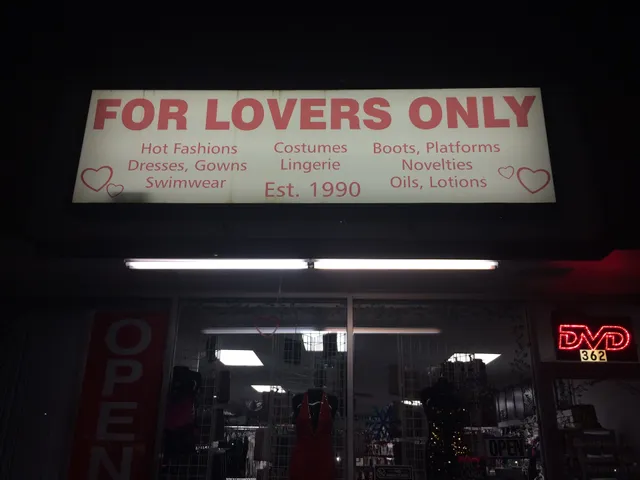 FOR LOVERS ONLY
Hot Fashions
Dresses, Gowns
Swimwear
Costumes
Lingerie
Est. 1990
Boots, Platforms
Novelties
Oils, Lotions
OPEN
DVD
362
OPEN